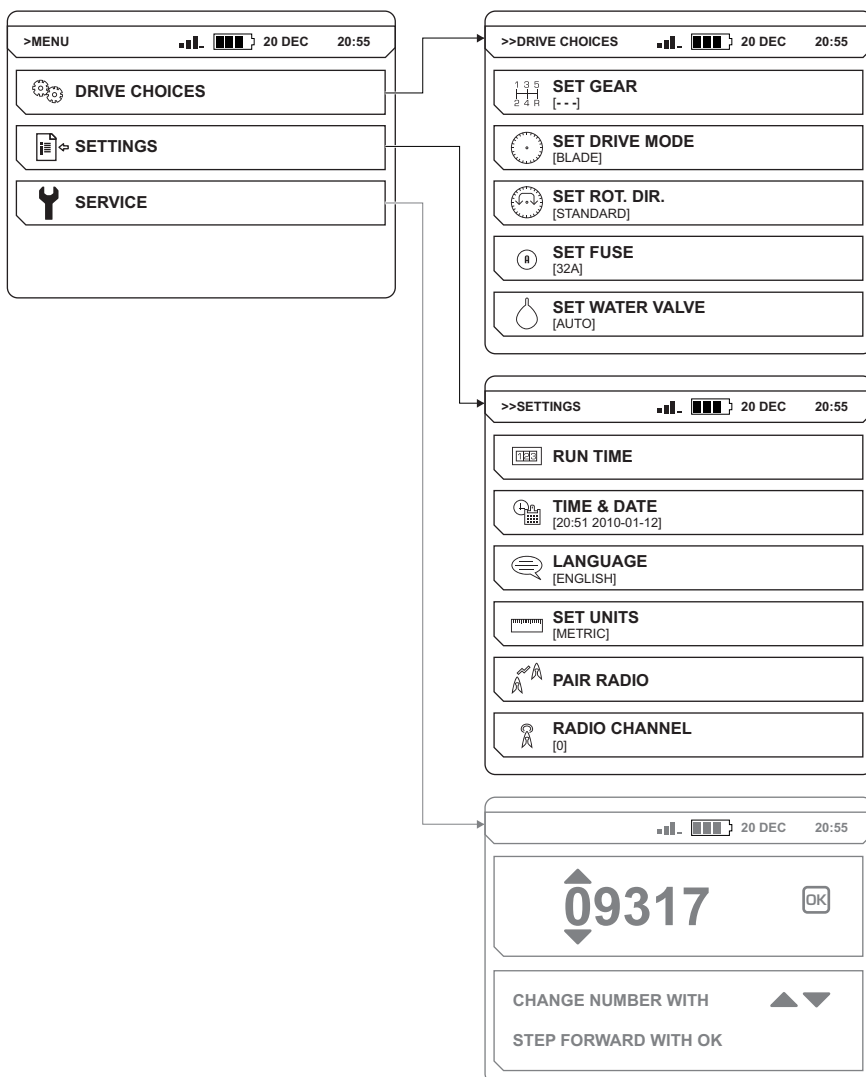 >MENU 20 DEC 20:55
DRIVE CHOICES
SETTINGS
SERVICE
>>DRIVE CHOICES 20 DEC 20:55
1 3 5
2 4 R
SET GEAR
[- - -]
SET DRIVE MODE
[BLADE]
SET ROT. DIR.
[STANDARD]
A
SET FUSE
[32A]
SET WATER VALVE
[AUTO]
>>SETTINGS 20 DEC 20:55
123
RUN TIME
TIME & DATE
[20:51 2010-01-12]
LANGUAGE
[ENGLISH]
SET UNITS
[METRIC]
PAIR RADIO
RADIO CHANNEL
[0]
20 DEC 20:55
09317 OK
CHANGE NUMBER WITH
STEP FORWARD WITH OK